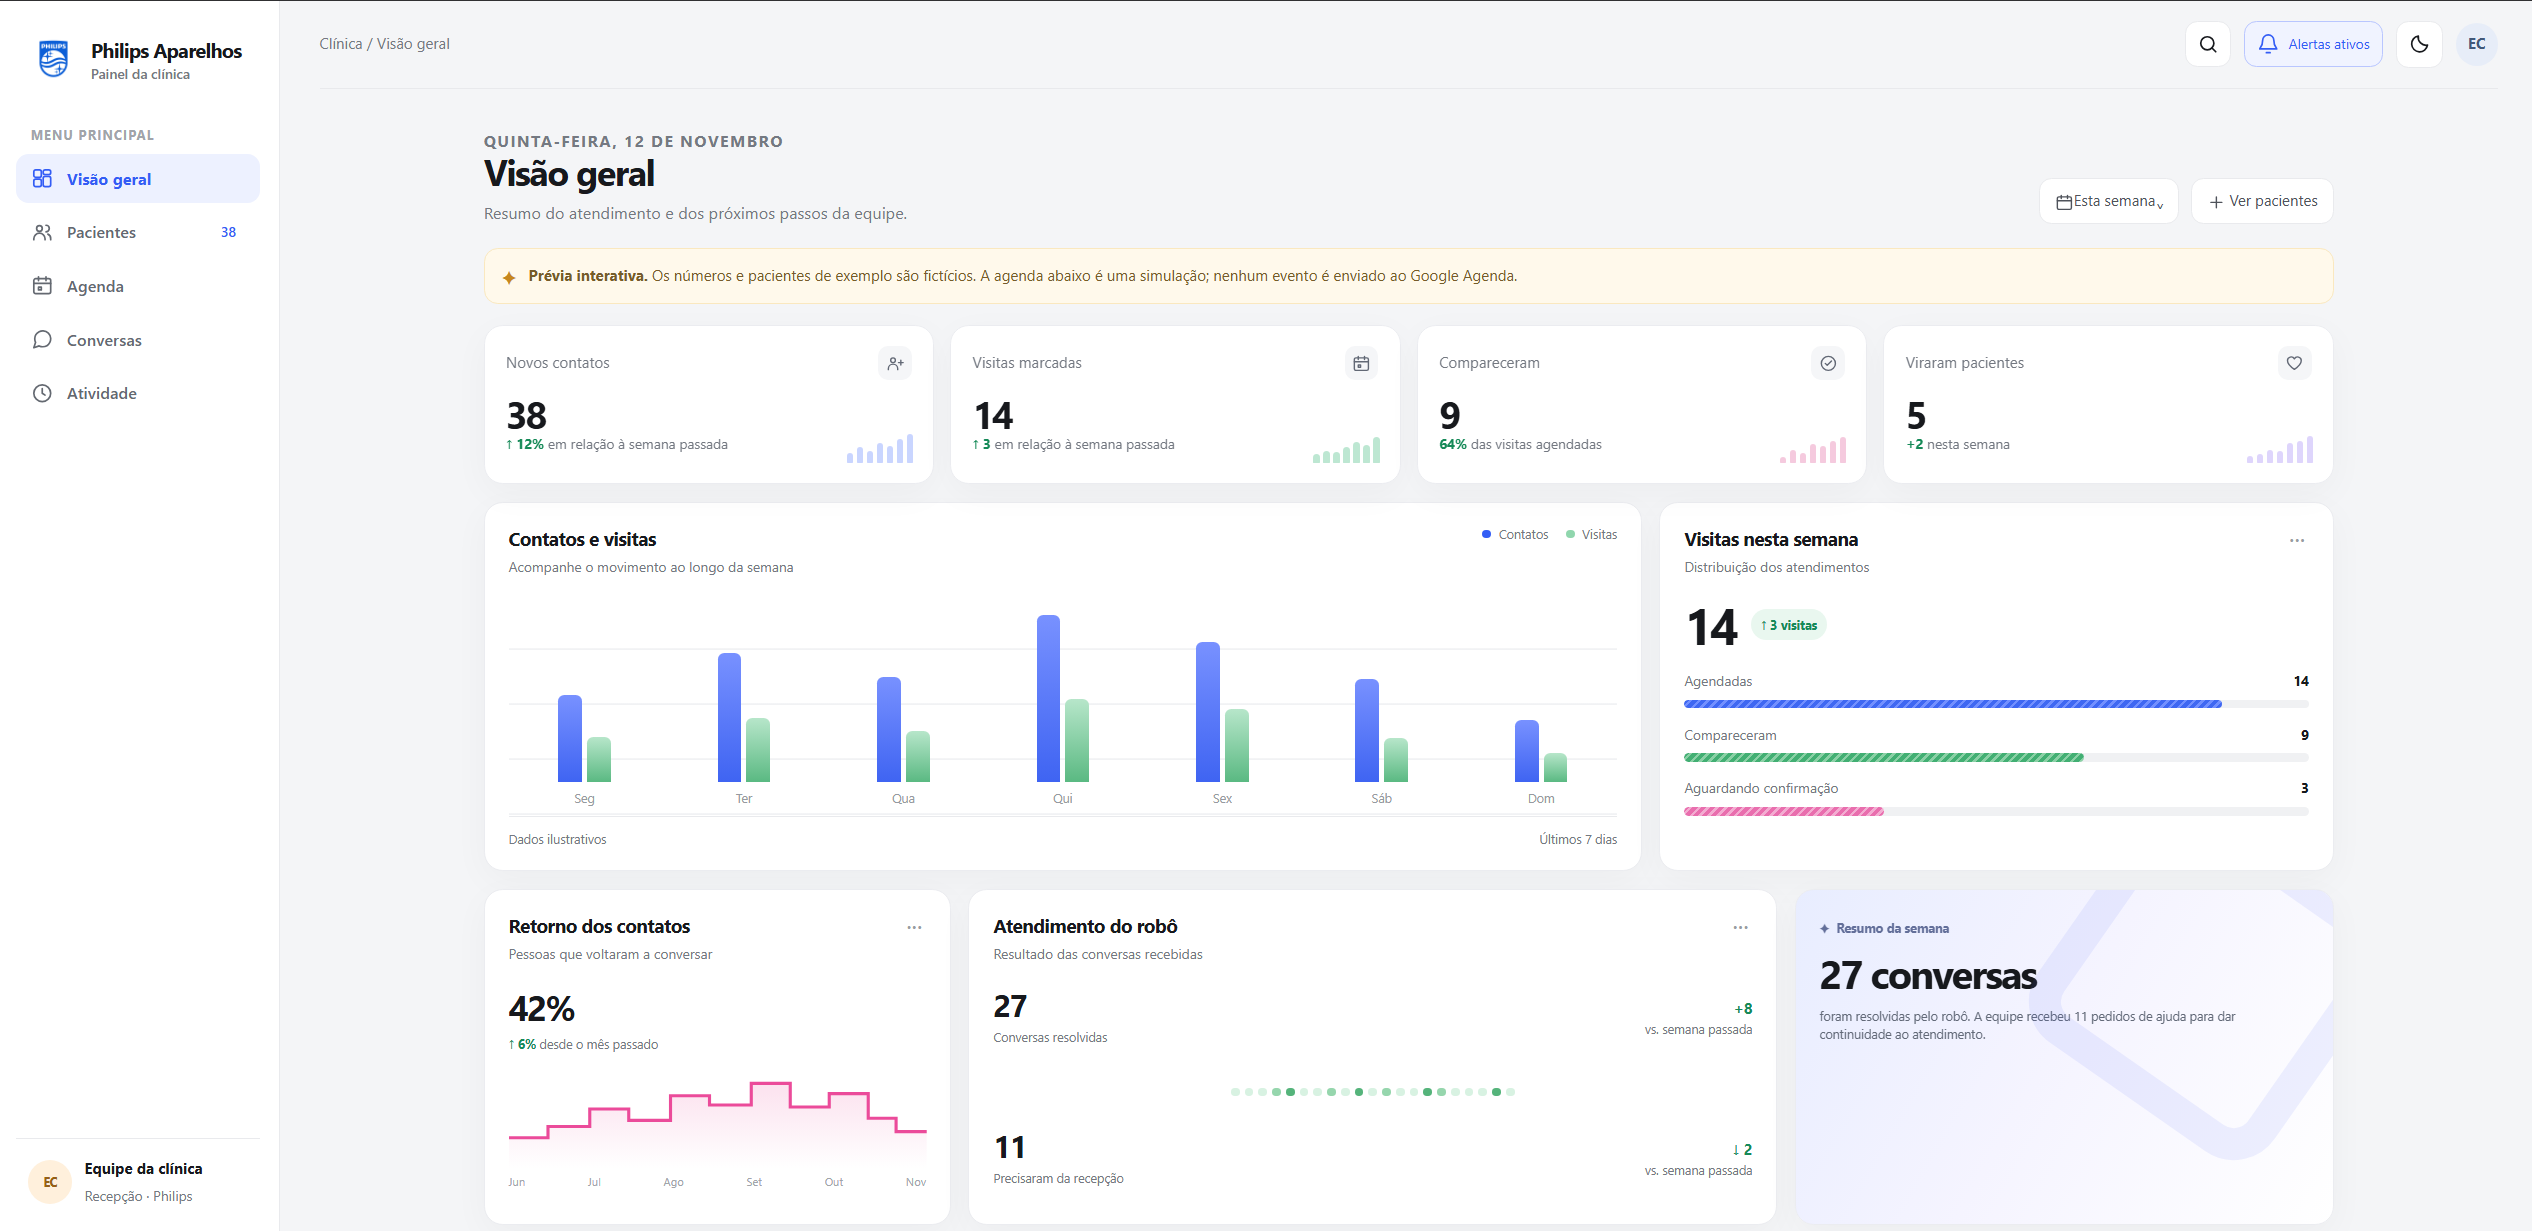 PHILIPS
Philips Aparelhos
Painel da clínica
MENU PRINCIPAL
Visão geral
Pacientes 38
Agenda
Conversas
Atividade
EC
Equipe da clínica
Recepção · Philips
Clínica / Visão geral
Alertas ativos
EC
QUINTA-FEIRA, 12 DE NOVEMBRO
Visão geral
Resumo do atendimento e dos próximos passos da equipe.
Esta semana
+ Ver pacientes
Prévia interativa. Os números e pacientes de exemplo são fictícios. A agenda abaixo é uma simulação; nenhum evento é enviado ao Google Agenda.
Novos contatos
38
↑ 12% em relação à semana passada
Visitas marcadas
14
↑ 3 em relação à semana passada
Compareceram
9
64% das visitas agendadas
Viraram pacientes
5
+2 nesta semana
Contatos e visitas
Acompanhe o movimento ao longo da semana
Contatos Visitas
Seg Ter Qua Qui Sex Sáb Dom
Dados ilustrativos Últimos 7 dias
Visitas nesta semana
...
Distribuição dos atendimentos
14 ↑ 3 visitas
Agendadas 14
Compareceram 9
Aguardando confirmação 3
Retorno dos contatos
...
Pessoas que voltaram a conversar
42%
↑ 6% desde o mês passado
Jun Jul Ago Set Out Nov
Atendimento do robô
...
Resultado das conversas recebidas
27 +8
Conversas resolvidas vs. semana passada
11 ↓ 2
Precisaram da recepção vs. semana passada
Resumo da semana
27 conversas
foram resolvidas pelo robô. A equipe recebeu 11 pedidos de ajuda para dar
continuidade ao atendimento.